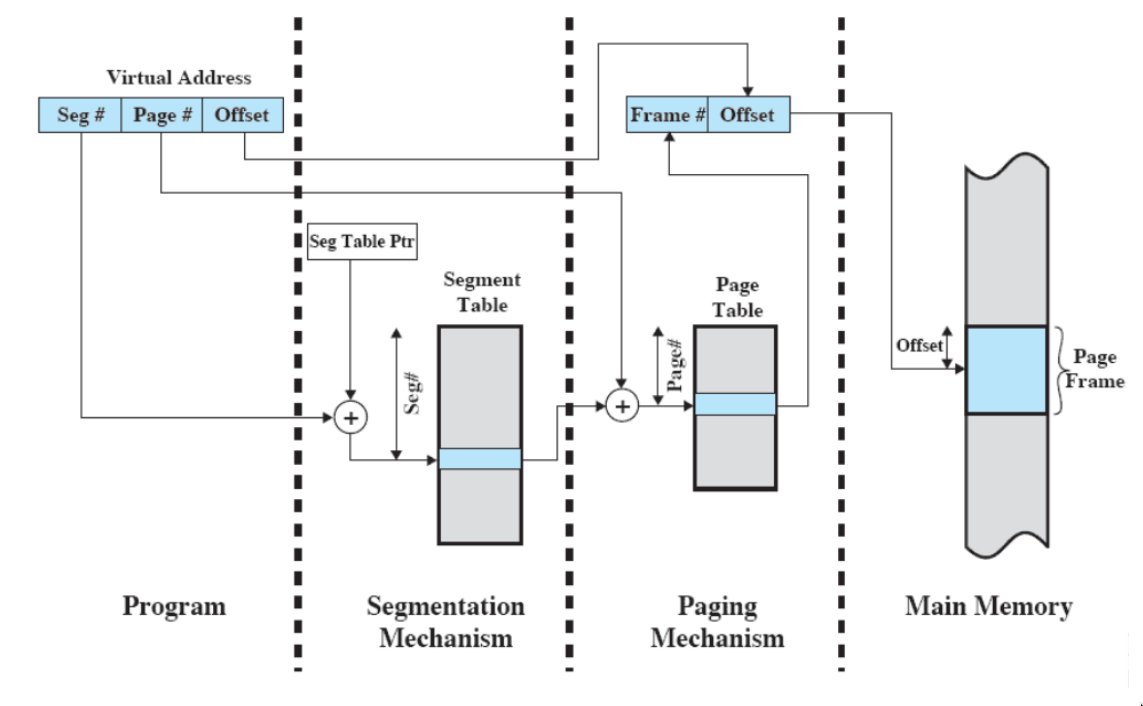 Virtual Address
Seg # Page # Offset
Frame # Offset
Seg Table Ptr
Segment
Table
Seg#
Page
Table
Page#
Offset
Page
Frame
+
+
Program
Segmentation
Mechanism
Paging
Mechanism
Main Memory